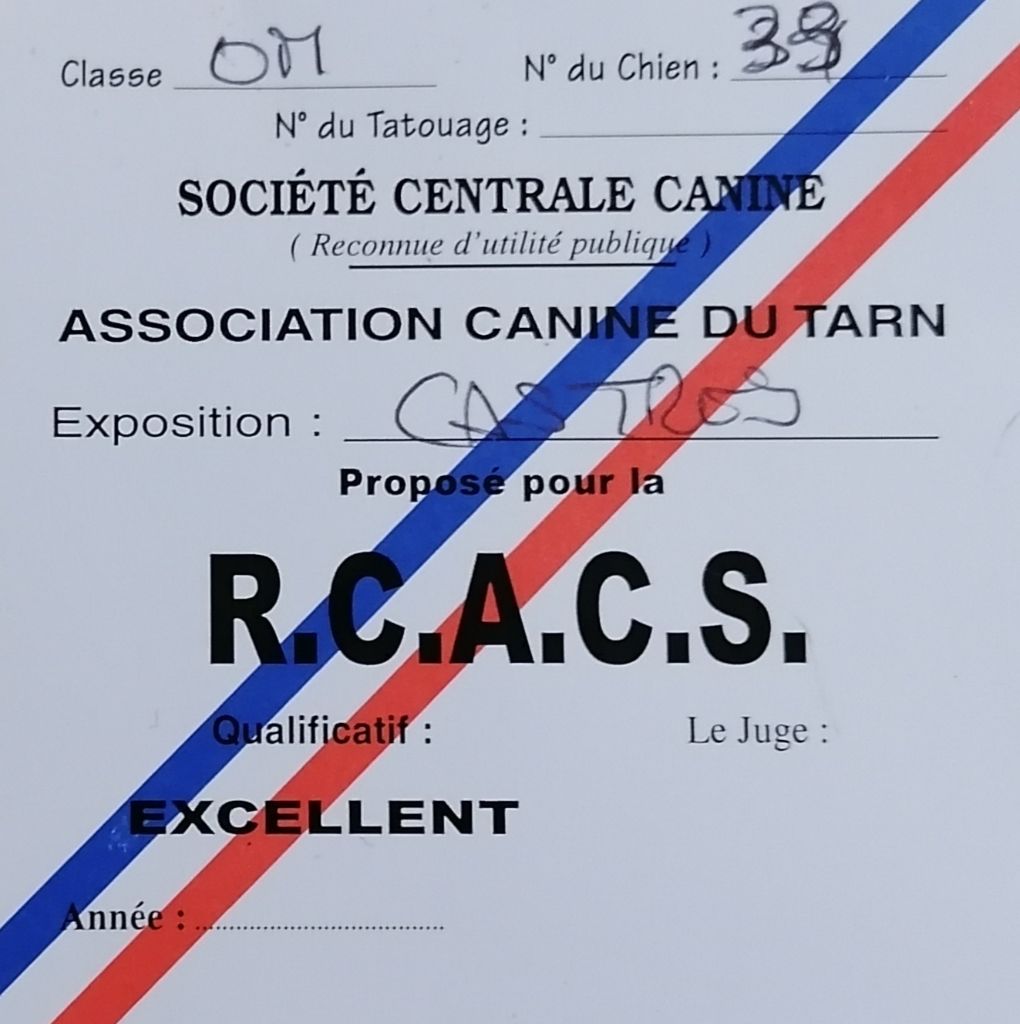 Classe OM N° du Chien : 39
N° du Tatouage :
SOCIÉTÉ CENTRALE CANINE
( Reconnue d'utilité publique )
ASSOCIATION CANINE DU TARN
Exposition : CASTRES
Proposé pour la
R.C.A.C.S.
Qualificatif : Le Juge :
EXCELLENT
Année :